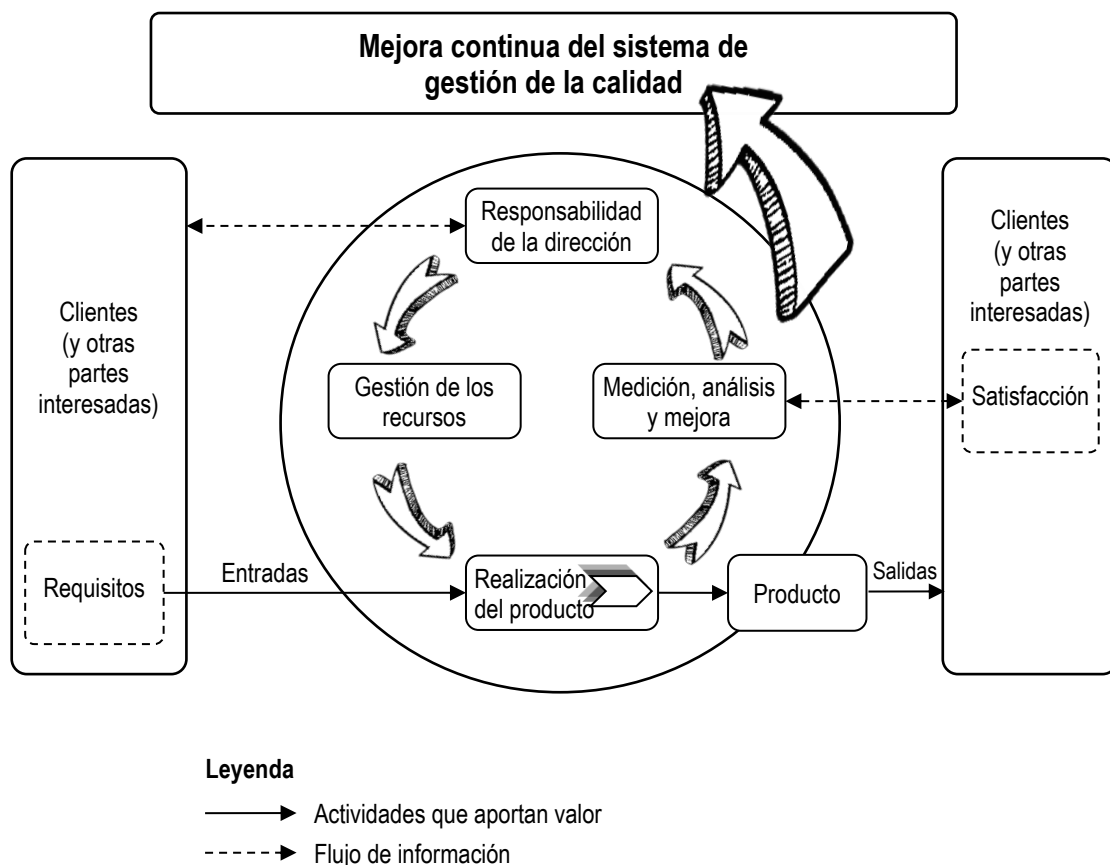 Mejora continua del sistema de
gestión de la calidad
Clientes
(y otras
partes
interesadas)
Requisitos
Entradas
Responsabilidad
de la dirección
Gestión de los
recursos
Medición, análisis
y mejora
Realización
del producto
Producto
Salidas
Clientes
(y otras
partes
interesadas)
Satisfacción
Leyenda
Actividades que aportan valor
Flujo de información